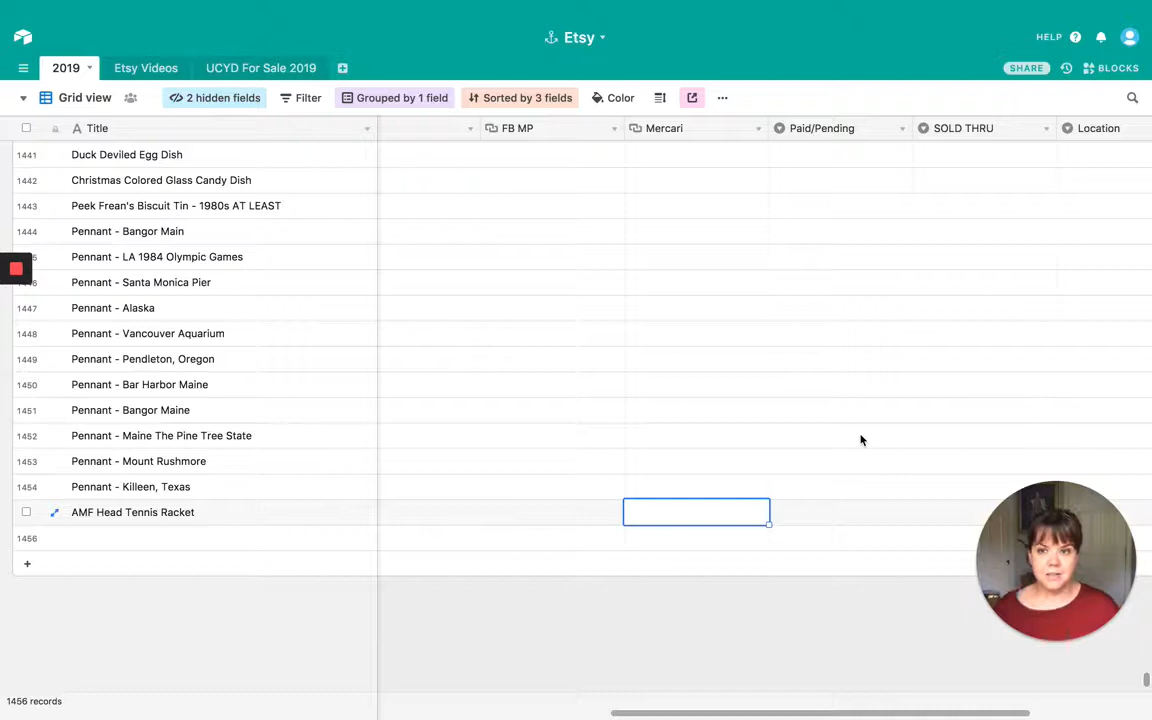 Etsy
HELP
2019
Etsy Videos
UCYD For Sale 2019
SHARE
BLOCKS
Grid view
2 hidden fields
Filter
Grouped by 1 field
Sorted by 3 fields
Color
A Title
FB MP
Mercari
Paid/Pending
SOLD THRU
Location
1441 Duck Deviled Egg Dish
1442 Christmas Colored Glass Candy Dish
1443 Peek Frean's Biscuit Tin - 1980s AT LEAST
1444 Pennant - Bangor Main
Pennant - LA 1984 Olympic Games
Pennant - Santa Monica Pier
1447 Pennant - Alaska
1448 Pennant - Vancouver Aquarium
1449 Pennant - Pendleton, Oregon
1450 Pennant - Bar Harbor Maine
1451 Pennant - Bangor Maine
1452 Pennant - Maine The Pine Tree State
1453 Pennant - Mount Rushmore
1454 Pennant - Killeen, Texas
AMF Head Tennis Racket
1456
1456 records